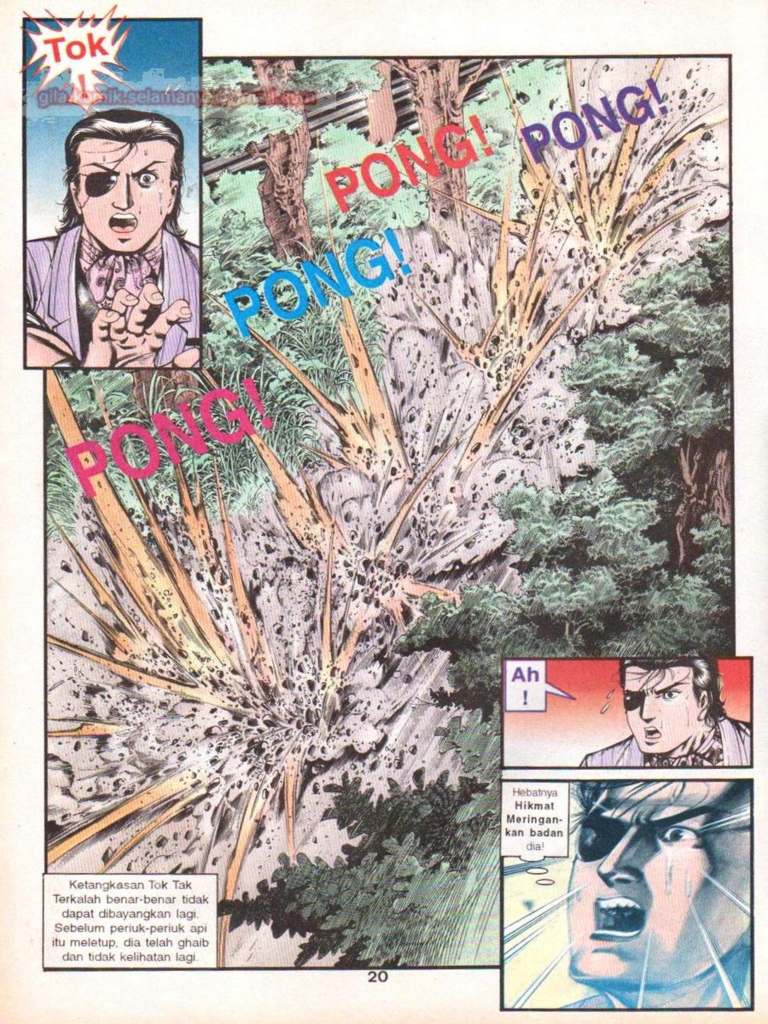 Tok
!
PONG!
PONG!
PONG!
PONG!
Ah
!
Hebatnya
Hikmat
Meringan-
kan badan
dia!
Ketangkasan Tok Tak
Terkalah benar-benar tidak
dapat dibayangkan lagi.
Sebelum periuk-periuk api
itu meletup, dia telah ghaib
dan tidak kelihatan lagi.
20